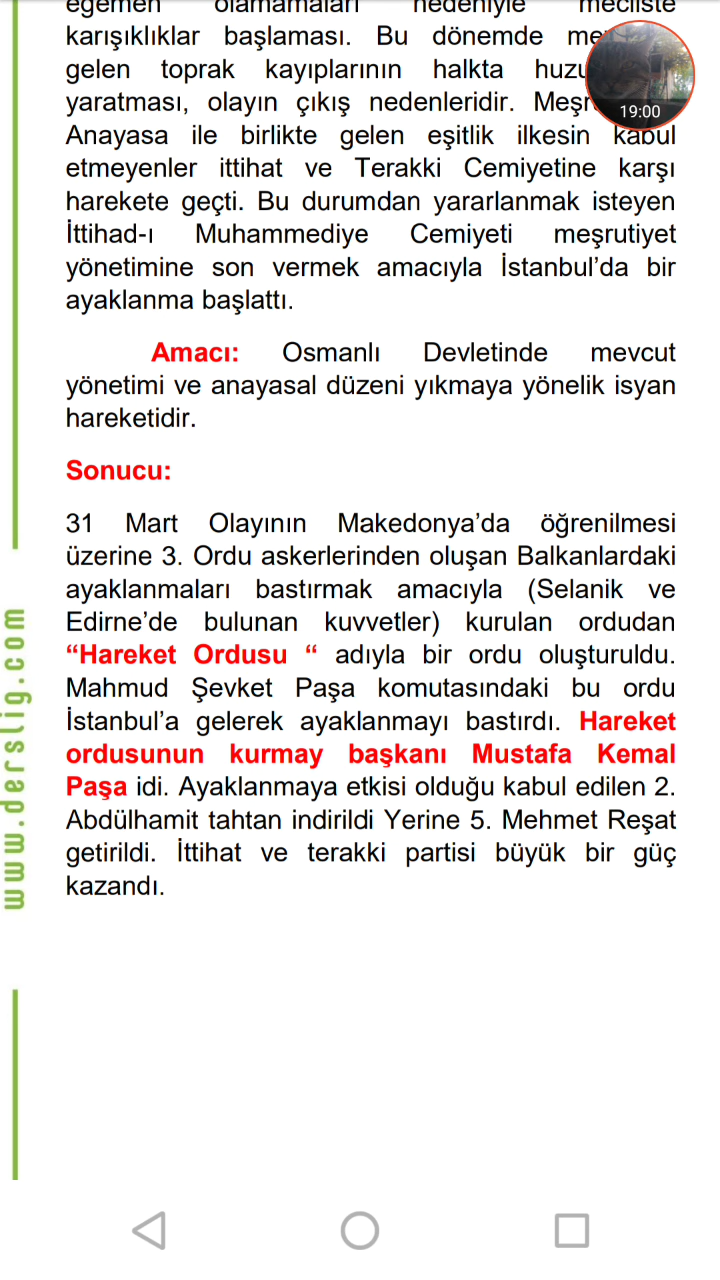 egemen olamamaları nedeniyle mecliste
karışıklıklar başlaması. Bu dönemde
gelen toprak kayıplarının halkta
yaratması, olayın çıkış nedenleridir.
19:00
Anayasa ile birlikte gelen eşitlik ilkesin kabul
etmeyenler ittihat ve Terakki Cemiyetine karşı
harekete geçti. Bu durumdan yararlanmak isteyen
İttihad-ı Muhammediye Cemiyeti meşrutiyet
yönetimine son vermek amacıyla İstanbul’da bir
ayaklanma başlattı.
Amacı: Osmanlı Devletinde mevcut
yönetimi ve anayasal düzeni yıkmaya yönelik isyan
hareketidir.
Sonucu:
31 Mart Olayının Makedonya’da öğrenilmesi
üzerine 3. Ordu askerlerinden oluşan Balkanlardaki
ayaklanmaları bastırmak amacıyla (Selanik ve
Edirne’de bulunan kuvvetler) kurulan ordudan
“Hareket Ordusu “ adıyla bir ordu oluşturuldu.
Mahmud Şevket Paşa komutasındaki bu ordu
İstanbul’a gelerek ayaklanmayı bastırdı. Hareket
ordusunun kurmay başkanı Mustafa Kemal
Paşa idi. Ayaklanmaya etkisi olduğu kabul edilen 2.
Abdülhamit tahtan indirildi Yerine 5. Mehmet Reşat
getirildi. İttihat ve terakki partisi büyük bir güç
kazandı.
www.derslig.com